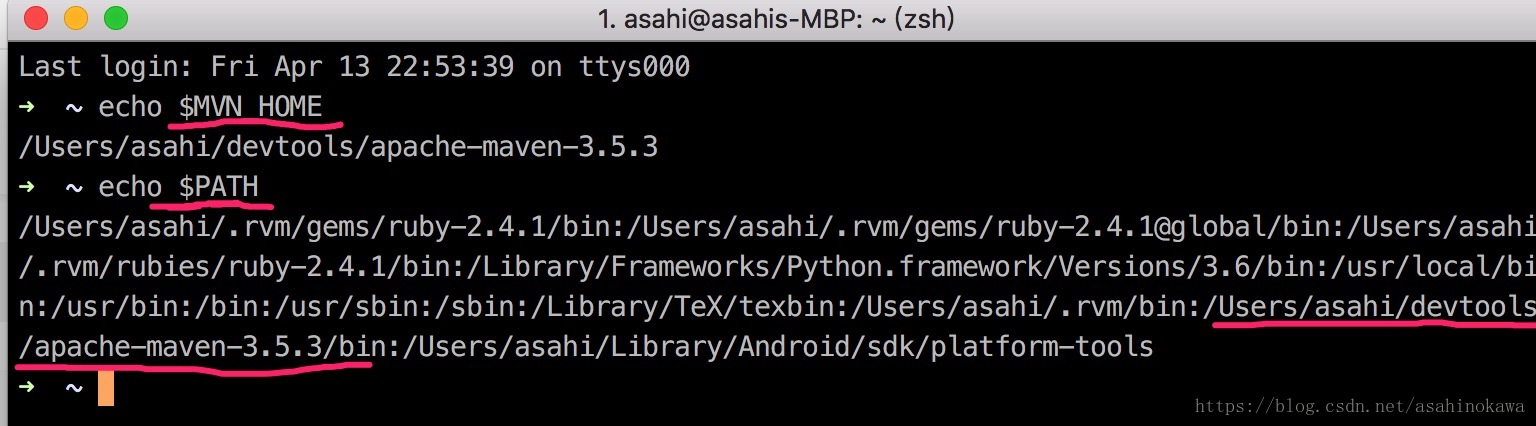 1. asahi@asahis-MBP: ~ (zsh)
Last login: Fri Apr 13 22:53:39 on ttys000
➜ ~ echo $MVN_HOME
/Users/asahi/devtools/apache-maven-3.5.3
➜ ~ echo $PATH
/Users/asahi/.rvm/gems/ruby-2.4.1/bin:/Users/asahi/.rvm/gems/ruby-2.4.1@global/bin:/Users/asahi
/.rvm/rubies/ruby-2.4.1/bin:/Library/Frameworks/Python.framework/Versions/3.6/bin:/usr/local/bi
n:/usr/bin:/bin:/usr/sbin:/sbin:/Library/TeX/texbin:/Users/asahi/.rvm/bin:/Users/asahi/devtools
/apache-maven-3.5.3/bin:/Users/asahi/Library/Android/sdk/platform-tools
➜ ~
https://blog.csdn.net/asahinokawa